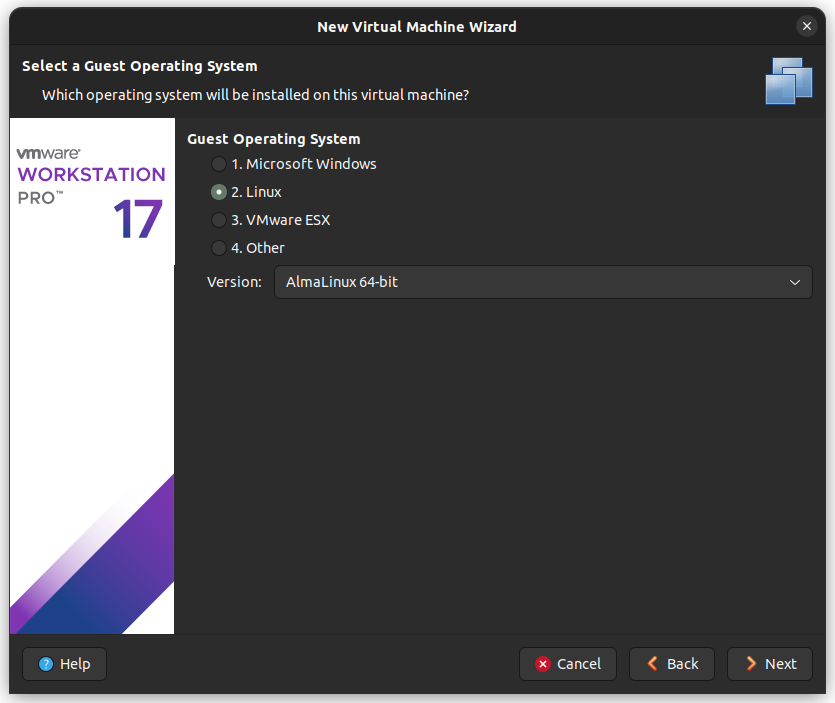 New Virtual Machine Wizard
Select a Guest Operating System
Which operating system will be installed on this virtual machine?
vmware®
WORKSTATION
PRO™
17
Guest Operating System
1. Microsoft Windows
2. Linux
3. VMware ESX
4. Other
Version: AlmaLinux 64-bit
? Help
Cancel
Back
Next